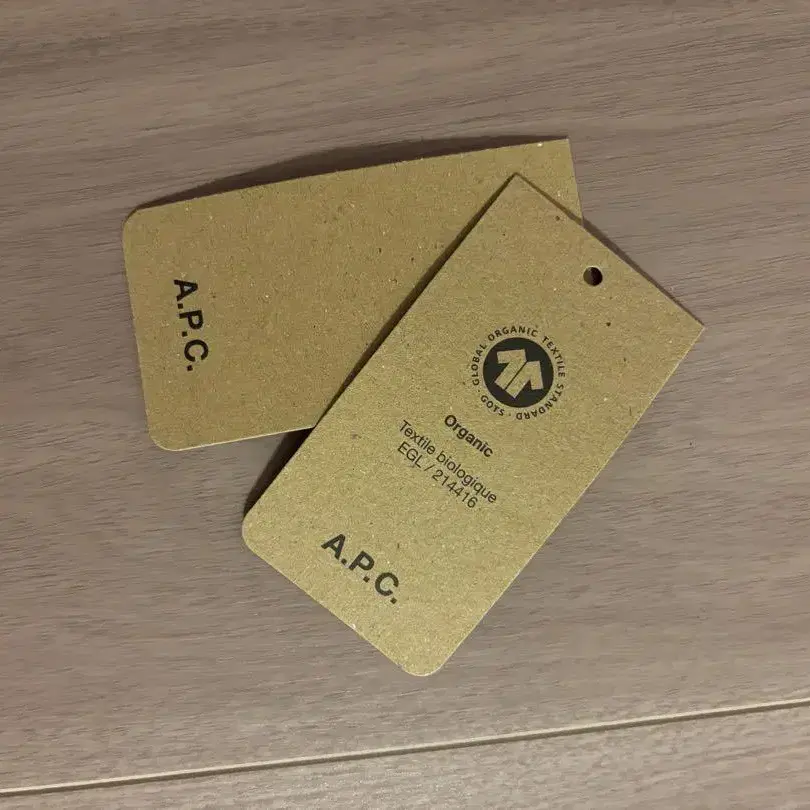 A.P.C.
GLOBAL ORGANIC TEXTILE STANDARD · GOTS ·
Organic
Textile biologique
EGL / 214416
A.P.C.